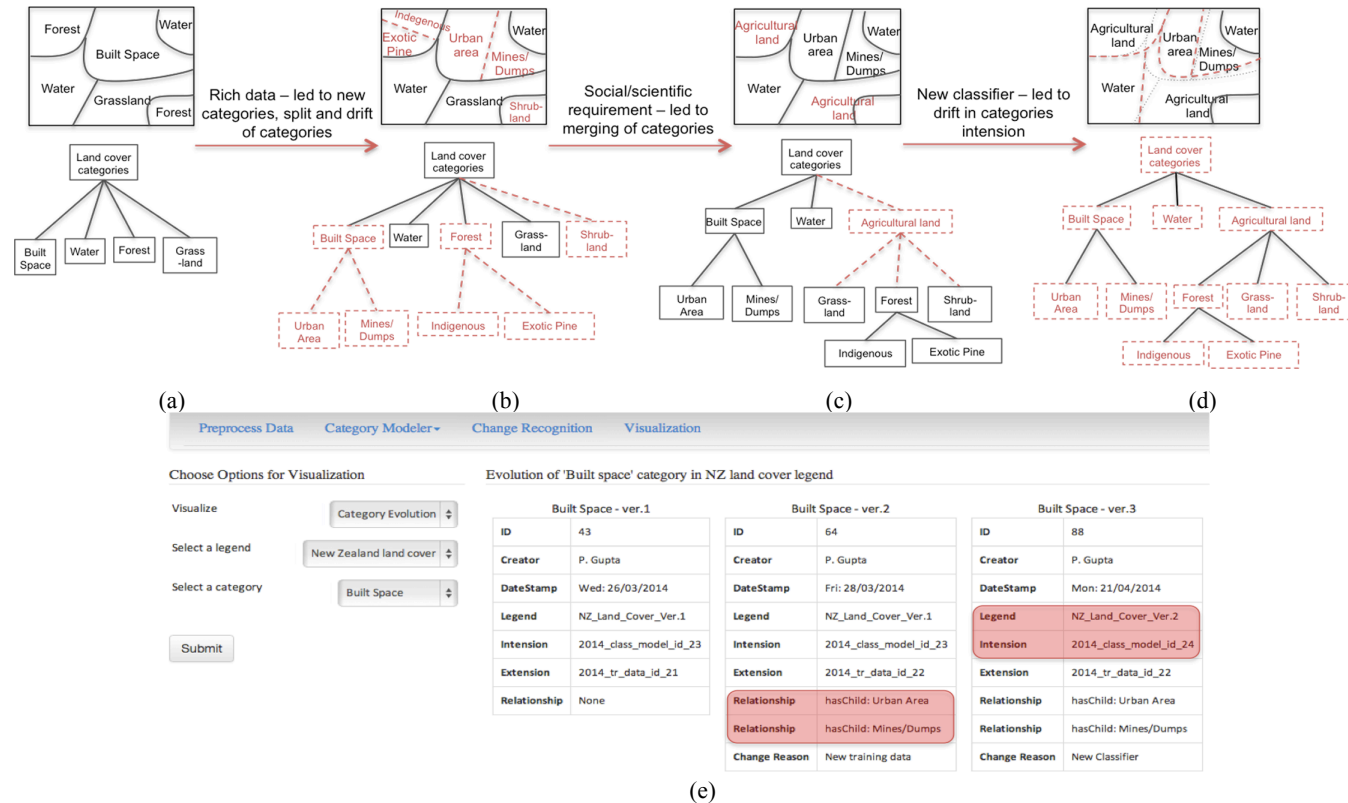 Forest
Water
Built Space
Water
Grassland
Forest
Rich data – led to new
categories, split and drift
of categories
Indegenous
Exotic
Pine
Urban
area
Water
Mines/
Dumps
Water
Grassland
Shrub-
land
Social/scientific
requirement – led to
merging of categories
Agricultural
land
Urban
area
Water
Mines/
Dumps
Water
Agricultural
land
New classifier – led to
drift in categories
intension
Agricultural
land
Urban
area
Water
Mines/
Dumps
Water
Agricultural
land
Land cover
categories
Built
Space
Water
Forest
Grass
-land
Land cover
categories
Built Space
Water
Forest
Grass-
land
Shrub-
land
Urban
Area
Mines/
Dumps
Indigenous
Exotic Pine
Land cover
categories
Built Space
Water
Agricultural land
Urban
Area
Mines/
Dumps
Grass-
land
Forest
Shrub-
land
Indigenous
Exotic Pine
Land cover
categories
Built Space
Water
Agricultural land
Urban
Area
Mines/
Dumps
Forest
Grass-
land
Shrub-
land
Indigenous
Exotic Pine
(a)
(b)
(c)
(d)
Preprocess Data Category Modeler Change Recognition Visualization
Choose Options for Visualization
Visualize Category Evolution
Select a legend New Zealand land cover
Select a category Built Space
Submit
Evolution of 'Built space' category in NZ land cover legend
Built Space - ver.1
ID 43
Creator P. Gupta
DateStamp Wed: 26/03/2014
Legend NZ_Land_Cover_Ver.1
Intension 2014_class_model_id_23
Extension 2014_tr_data_id_21
Relationship None
Built Space - ver.2
ID 64
Creator P. Gupta
DateStamp Fri: 28/03/2014
Legend NZ_Land_Cover_Ver.1
Intension 2014_class_model_id_23
Extension 2014_tr_data_id_22
Relationship hasChild: Urban Area
Relationship hasChild: Mines/Dumps
Change Reason New training data
Built Space - ver.3
ID 88
Creator P. Gupta
DateStamp Mon: 21/04/2014
Legend NZ_Land_Cover_Ver.2
Intension 2014_class_model_id_24
Extension 2014_tr_data_id_22
Relationship hasChild: Urban Area
Relationship hasChild: Mines/Dumps
Change Reason New Classifier
(e)